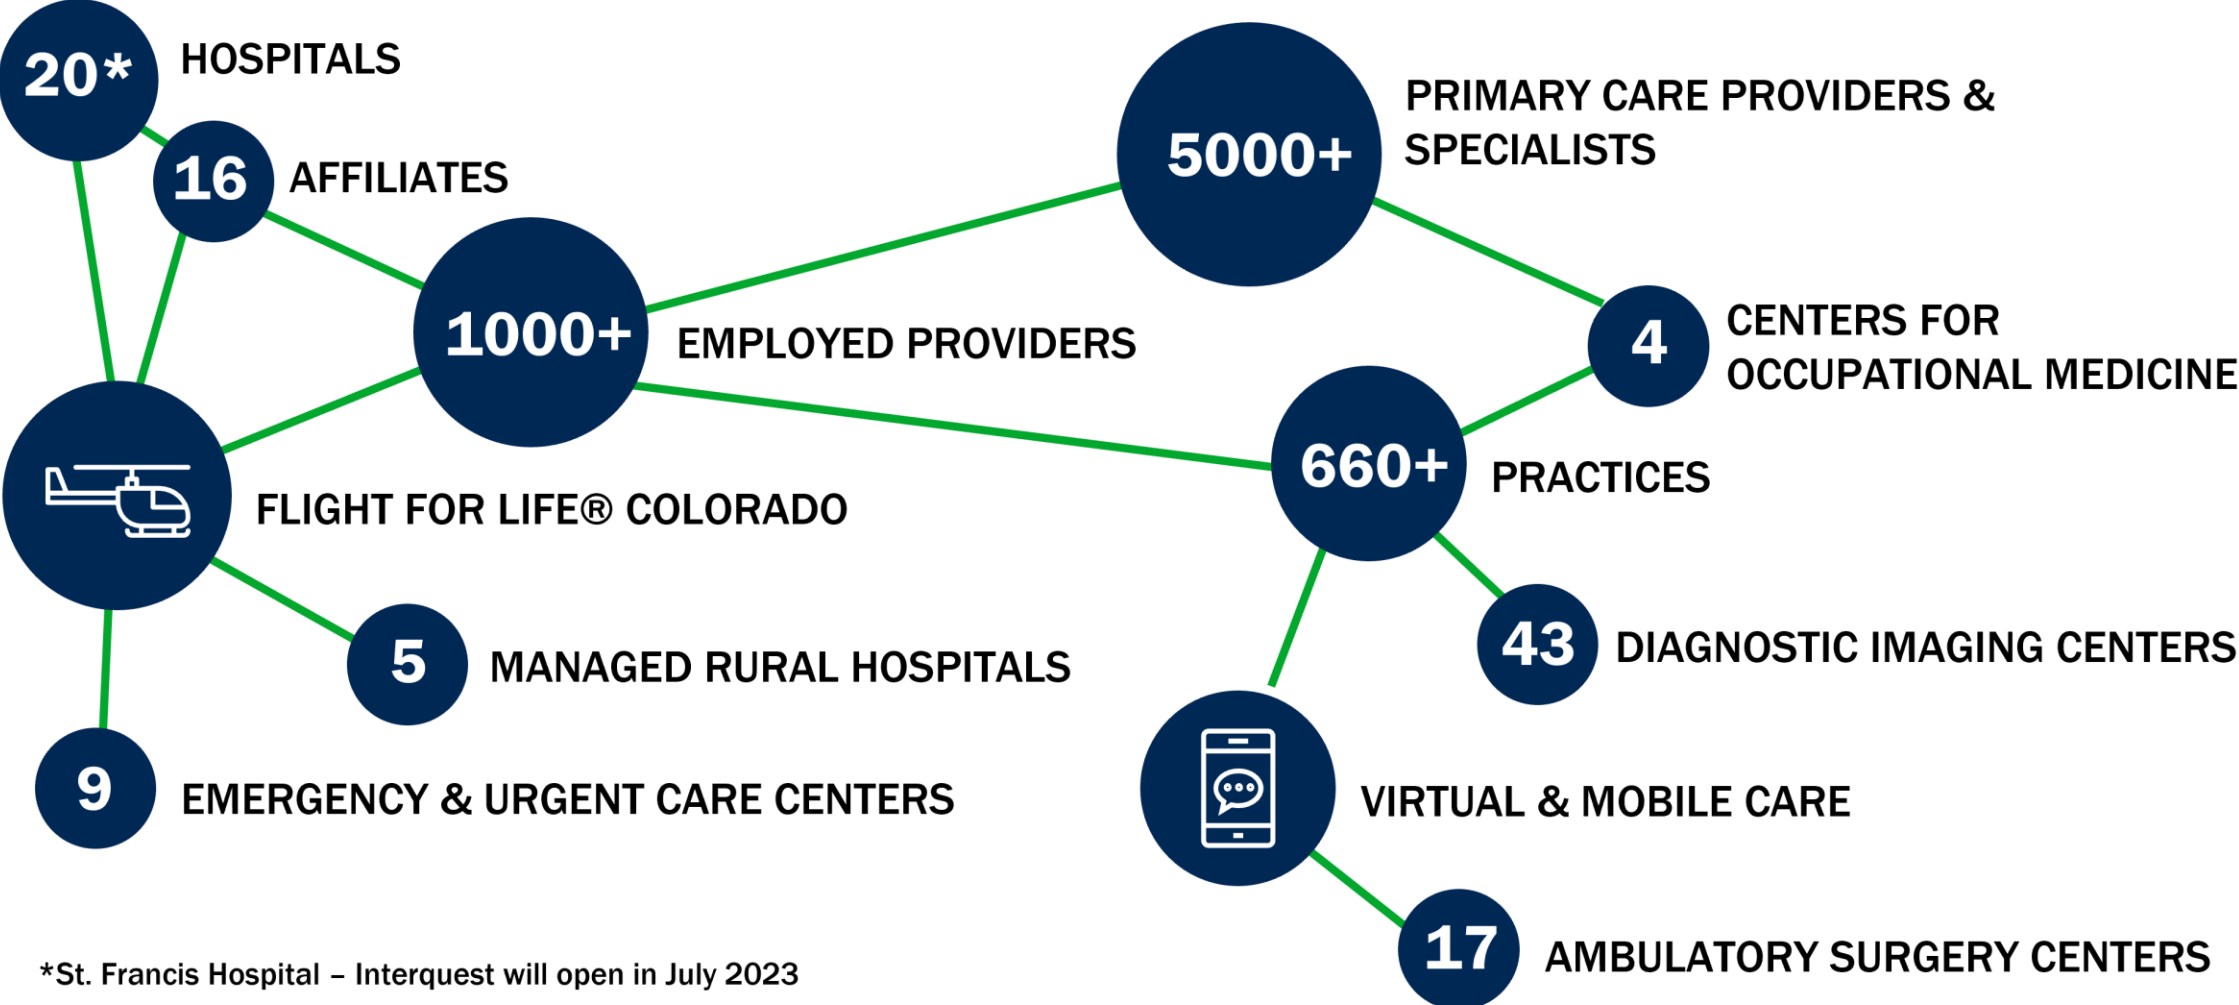 20*
HOSPITALS
16
AFFILIATES
1000+
EMPLOYED PROVIDERS
FLIGHT FOR LIFE® COLORADO
5
MANAGED RURAL HOSPITALS
9
EMERGENCY & URGENT CARE CENTERS
5000+
PRIMARY CARE PROVIDERS &
SPECIALISTS
4
CENTERS FOR
OCCUPATIONAL MEDICINE
660+
PRACTICES
43
DIAGNOSTIC IMAGING CENTERS
VIRTUAL & MOBILE CARE
17
AMBULATORY SURGERY CENTERS
*St. Francis Hospital – Interquest will open in July 2023